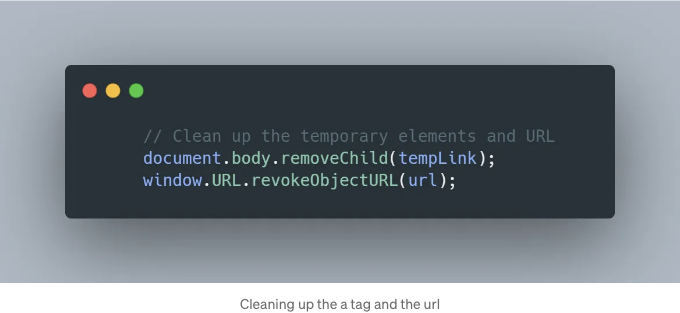 // Clean up the temporary elements and URL
document.body.removeChild(tempLink);
window.URL.revokeObjectURL(url);
Cleaning up the a tag and the url